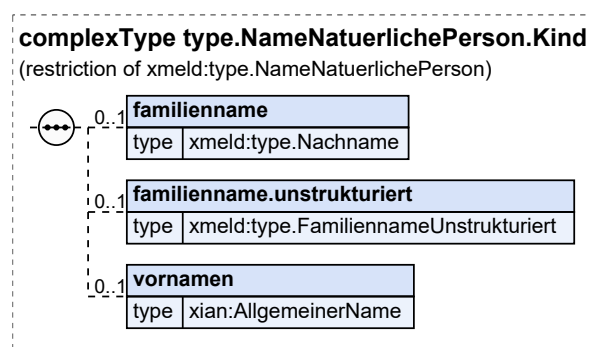 complexType type.NameNatuerlichePerson.Kind
(restriction of xmeld:type.NameNatuerlichePerson)
0..1 familienname
type xmeld:type.Nachname
0..1 familienname.unstrukturiert
type xmeld:type.FamiliennameUnstrukturiert
0..1 vornamen
type xian:AllgemeinerName